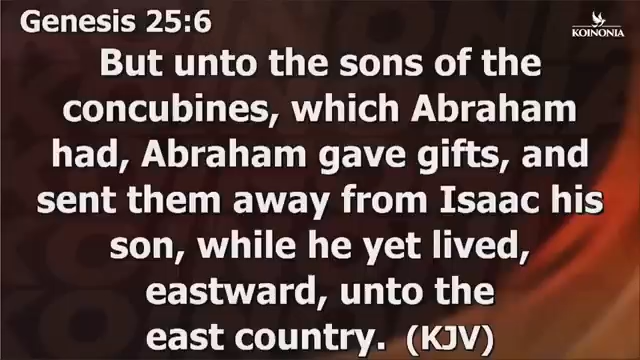 Genesis 25:6
KOINONIA
But unto the sons of the
concubines, which Abraham
had, Abraham gave gifts, and
sent them away from Isaac his
son, while he yet lived,
eastward, unto the
east country. (KJV)